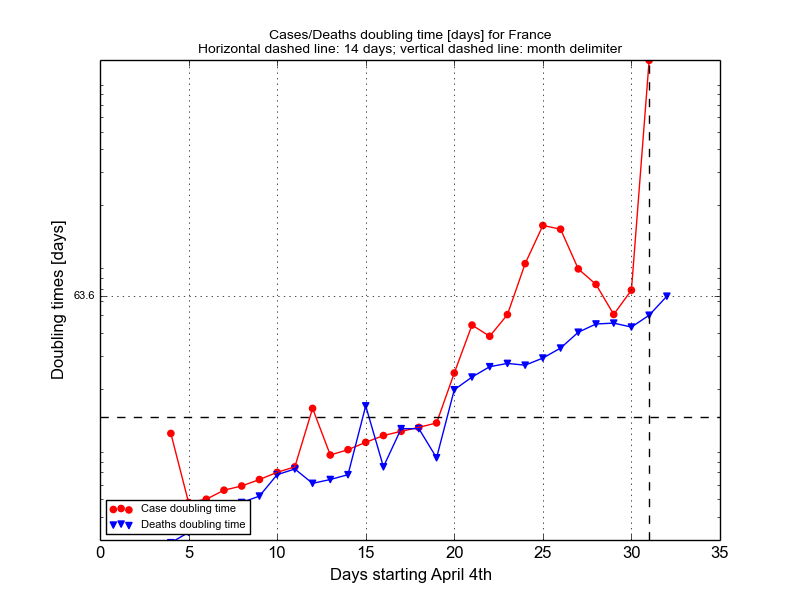 Cases/Deaths doubling time [days] for France
Horizontal dashed line: 14 days; vertical dashed line: month delimiter
Doubling times [days]
63.6
Case doubling time
Deaths doubling time
0 5 10 15 20 25 30 35
Days starting April 4th